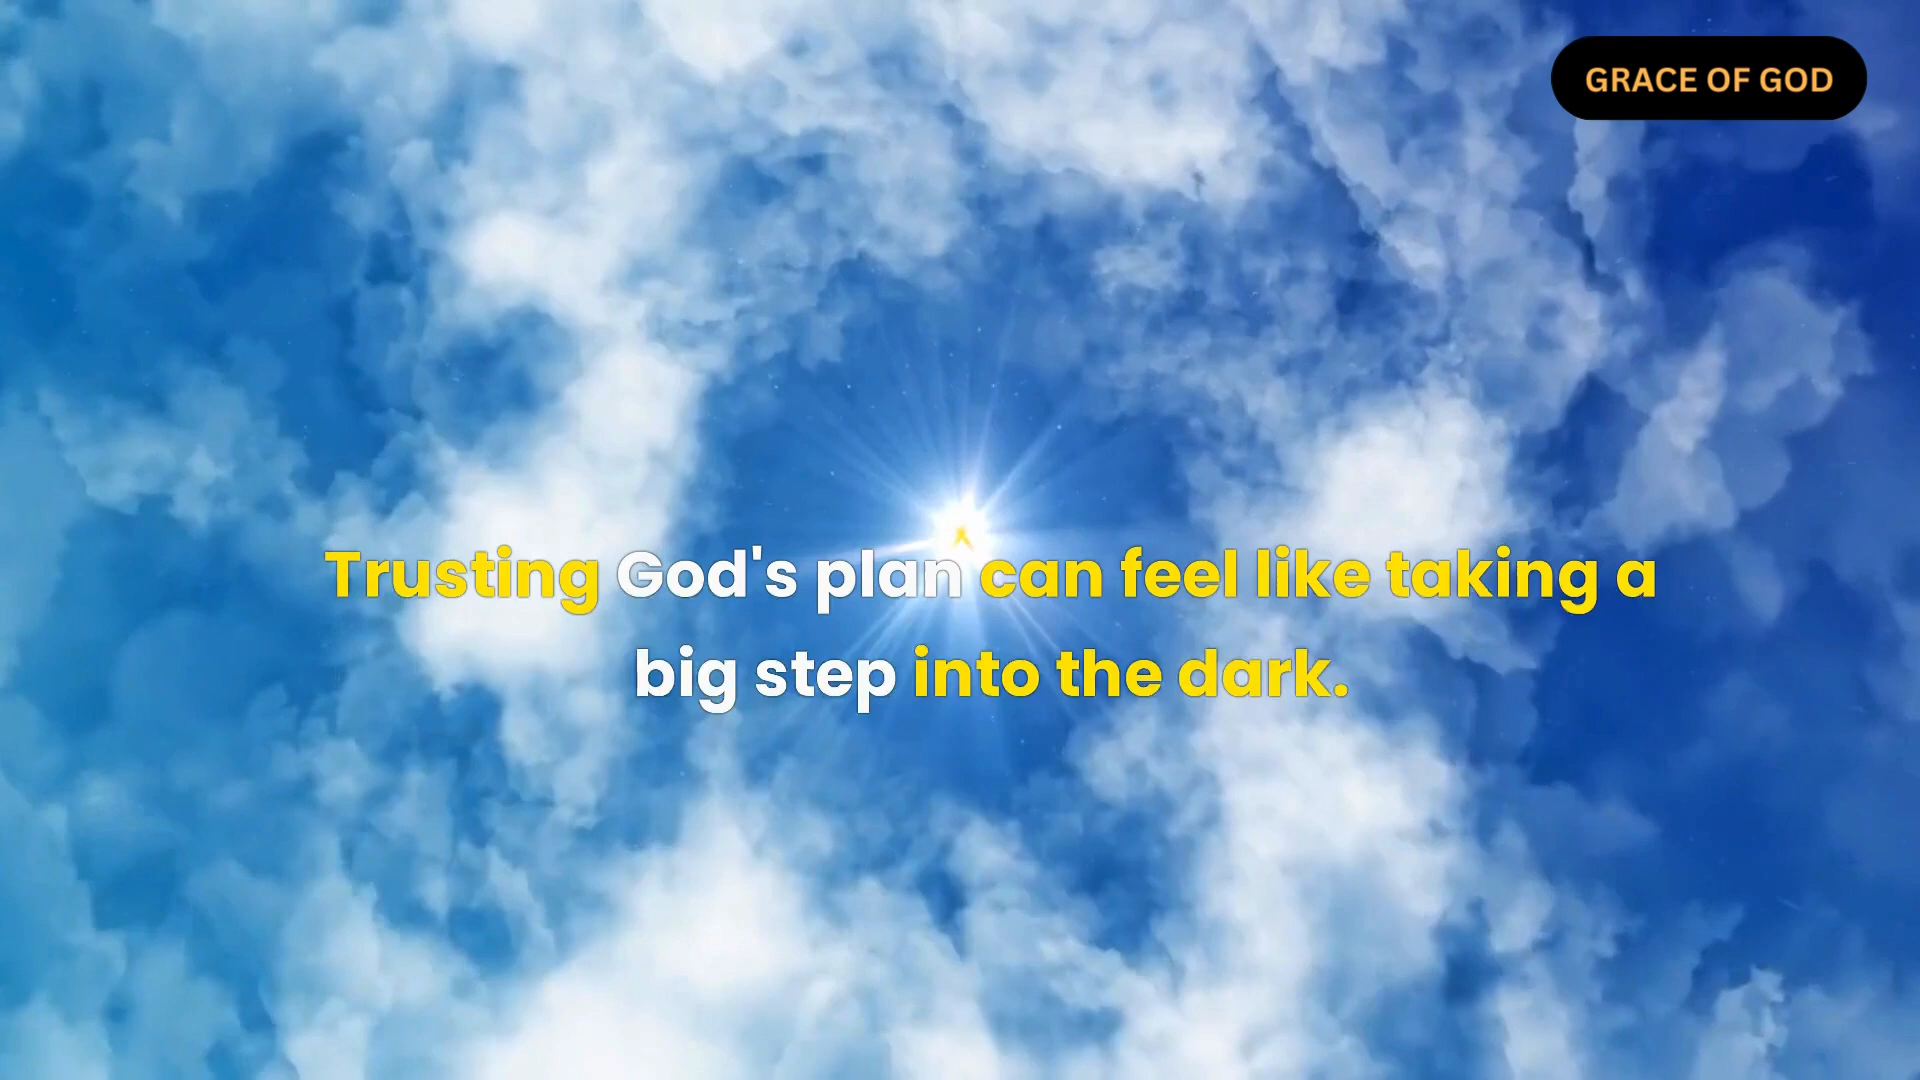 GRACE OF GOD
Trusting God's plan can feel like taking a
big step into the dark.